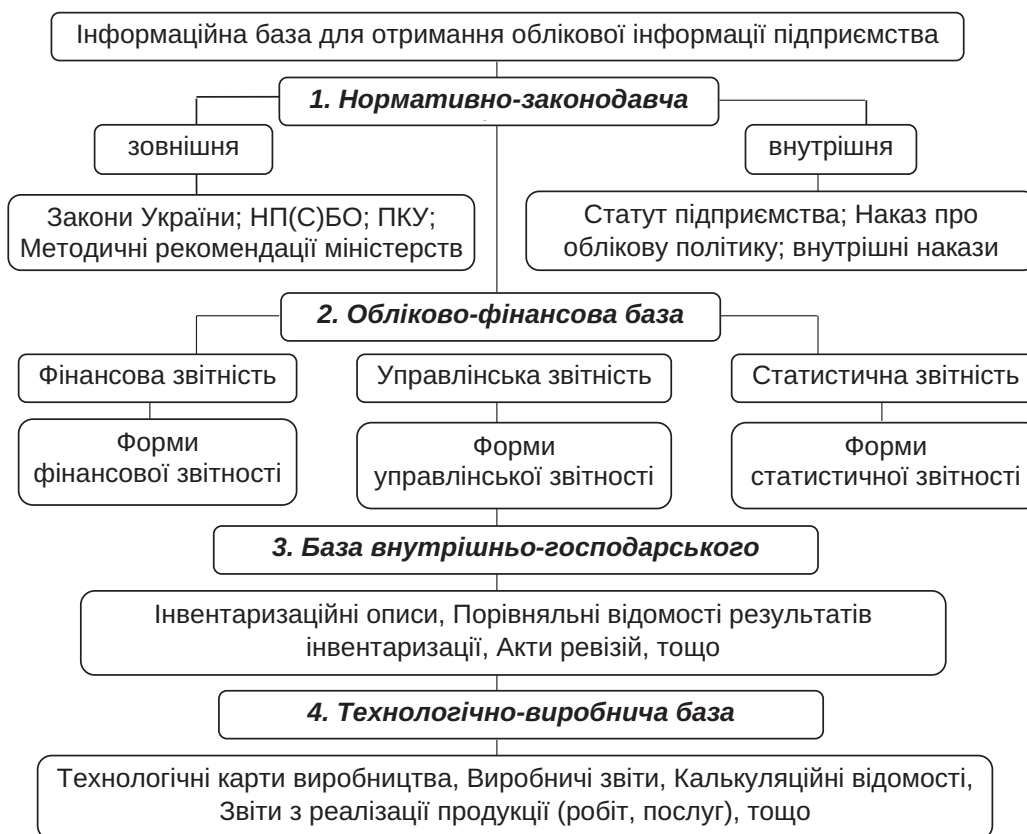 Інформаційна база для отримання облікової інформації підприємства
1. Нормативно-законодавча
зовнішня
внутрішня
Закони України; НП(С)БО; ПКУ;
Методичні рекомендації міністерств
Статут підприємства; Наказ про
облікову політику; внутрішні накази
2. Обліково-фінансова база
Фінансова звітність
Управлінська звітність
Статистична звітність
Форми
фінансової звітності
Форми
управлінської звітності
Форми
статистичної звітності
3. База внутрішньо-господарського
Інвентаризаційні описи, Порівняльні відомості результатів
інвентаризації, Акти ревізій, тощо
4. Технологічно-виробнича база
Технологічні карти виробництва, Виробничі звіти, Калькуляційні відомості,
Звіти з реалізації продукції (робіт, послуг), тощо